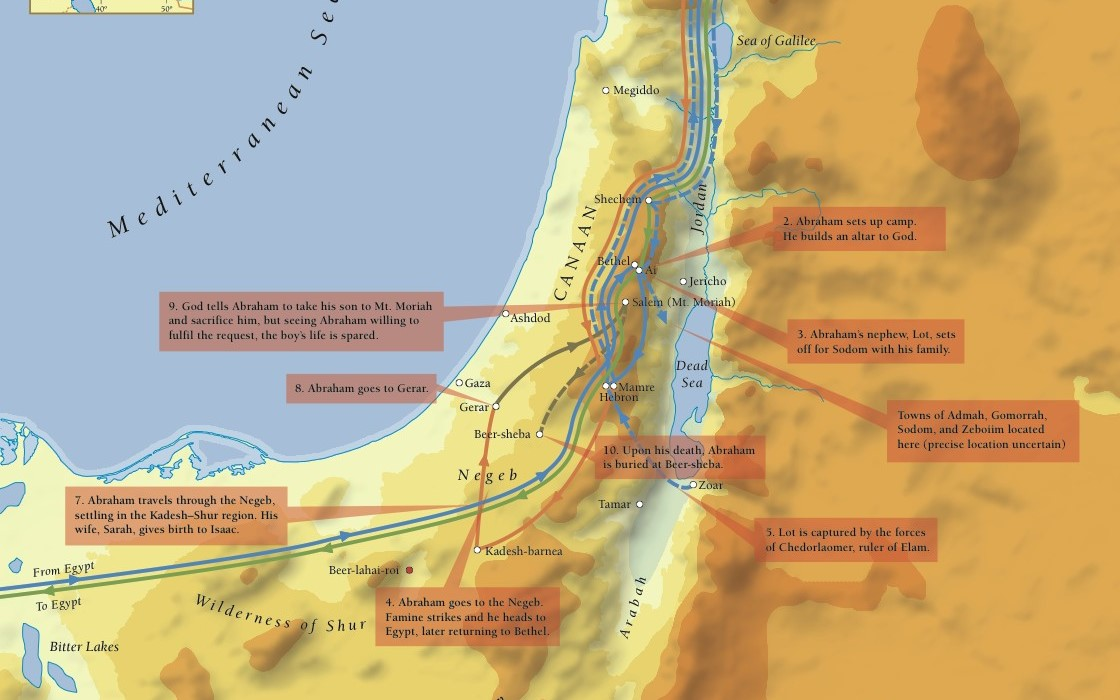 40°
50°
Mediterranean Se
Sea of Galilee
Megiddo
Shechem
Jordan
CANAAN
2. Abraham sets up camp.
He builds an altar to God.
Bethel
Ai
Jericho
9. God tells Abraham to take his son to Mt. Moriah
and sacrifice him, but seeing Abraham willing to
fulfil the request, the boy's life is spared.
Salem (Mt. Moriah)
Ashdod
3. Abraham's nephew, Lot, sets
off for Sodom with his family.
Dead
Sea
8. Abraham goes to Gerar.
Gaza
Mamre
Hebron
Gerar
Towns of Admah, Gomorrah,
Sodom, and Zeboiim located
here (precise location uncertain)
Beer-sheba
10. Upon his death, Abraham
is buried at Beer-sheba.
Negeb
Zoar
7. Abraham travels through the Negeb,
settling in the Kadesh–Shur region. His
wife, Sarah, gives birth to Isaac.
Tamar
5. Lot is captured by the forces
of Chedorlaomer, ruler of Elam.
Kadesh-barnea
From Egypt
Beer-lahai-roi
To Egypt
4. Abraham goes to the Negeb.
Famine strikes and he heads to
Egypt, later returning to Bethel.
Wilderness of Shur
Arabah
Bitter Lakes